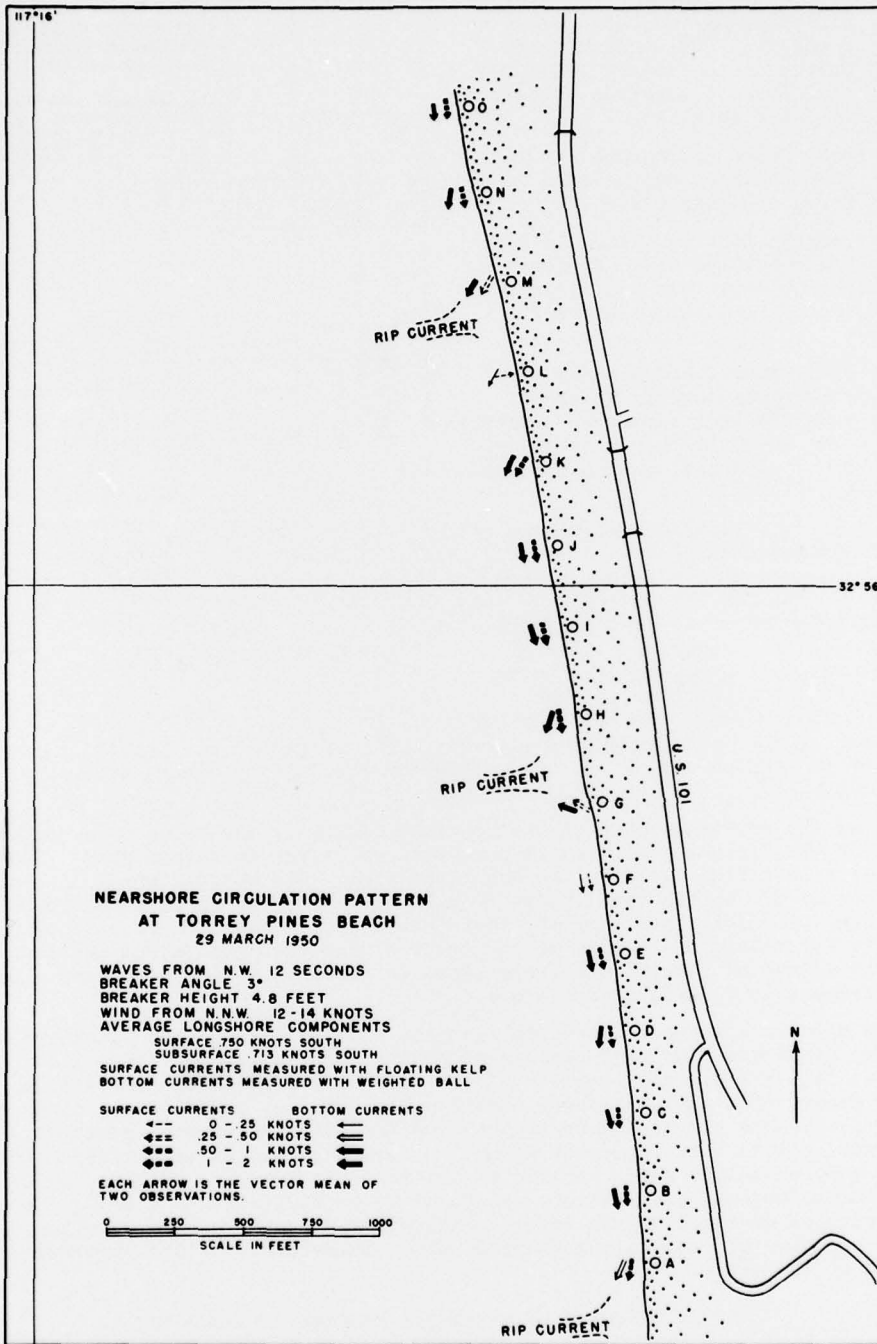 117°16'
O
N
M
RIP CURRENT
L
K
J
32°56
I
H
U.S. 101
RIP CURRENT
G
F
NEARSHORE CIRCULATION PATTERN
AT TORREY PINES BEACH
29 MARCH 1950
E
WAVES FROM N.W. 12 SECONDS
BREAKER ANGLE 3°
BREAKER HEIGHT 4.8 FEET
WIND FROM N.N.W. 12-14 KNOTS
AVERAGE LONGSHORE COMPONENTS
SURFACE .750 KNOTS SOUTH
SUBSURFACE .713 KNOTS SOUTH
SURFACE CURRENTS MEASURED WITH FLOATING KELP
BOTTOM CURRENTS MEASURED WITH WEIGHTED BALL
D
N
SURFACE CURRENTS BOTTOM CURRENTS
0 - .25 KNOTS
.25 - .50 KNOTS
.50 - 1 KNOTS
1 - 2 KNOTS
C
EACH ARROW IS THE VECTOR MEAN OF
TWO OBSERVATIONS.
B
0 250 500 750 1000
SCALE IN FEET
A
RIP CURRENT